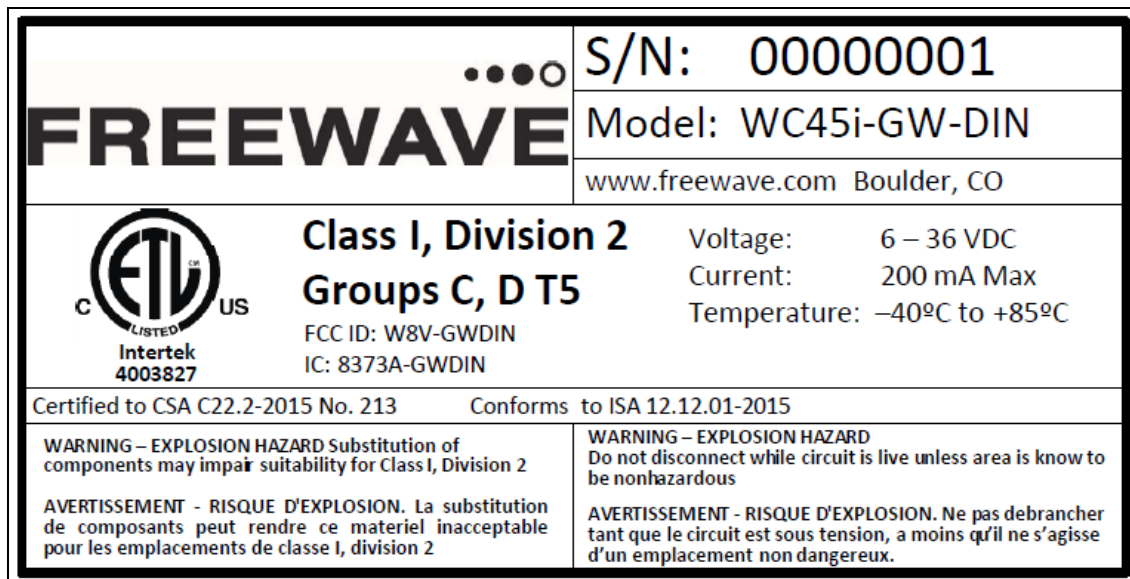 FREEWAVE
S/N: 00000001
Model: WC45i-GW-DIN
www.freewave.com Boulder, CO
ETL CM
C US
LISTED
Intertek
4003827
Class I, Division 2
Groups C, D T5
FCC ID: W8V-GWDIN
IC: 8373A-GWDIN
Voltage: 6 – 36 VDC
Current: 200 mA Max
Temperature: –40ºC to +85ºC
Certified to CSA C22.2-2015 No. 213 Conforms to ISA 12.12.01-2015
WARNING – EXPLOSION HAZARD Substitution of
components may impair suitability for Class I, Division 2
AVERTISSEMENT - RISQUE D'EXPLOSION. La substitution
de composants peut rendre ce materiel inacceptable
pour les emplacements de classe I, division 2
WARNING – EXPLOSION HAZARD
Do not disconnect while circuit is live unless area is know to
be nonhazardous
AVERTISSEMENT - RISQUE D'EXPLOSION. Ne pas debrancher
tant que le circuit est sous tension, a moins qu'il ne s'agisse
d'un emplacement non dangereux.